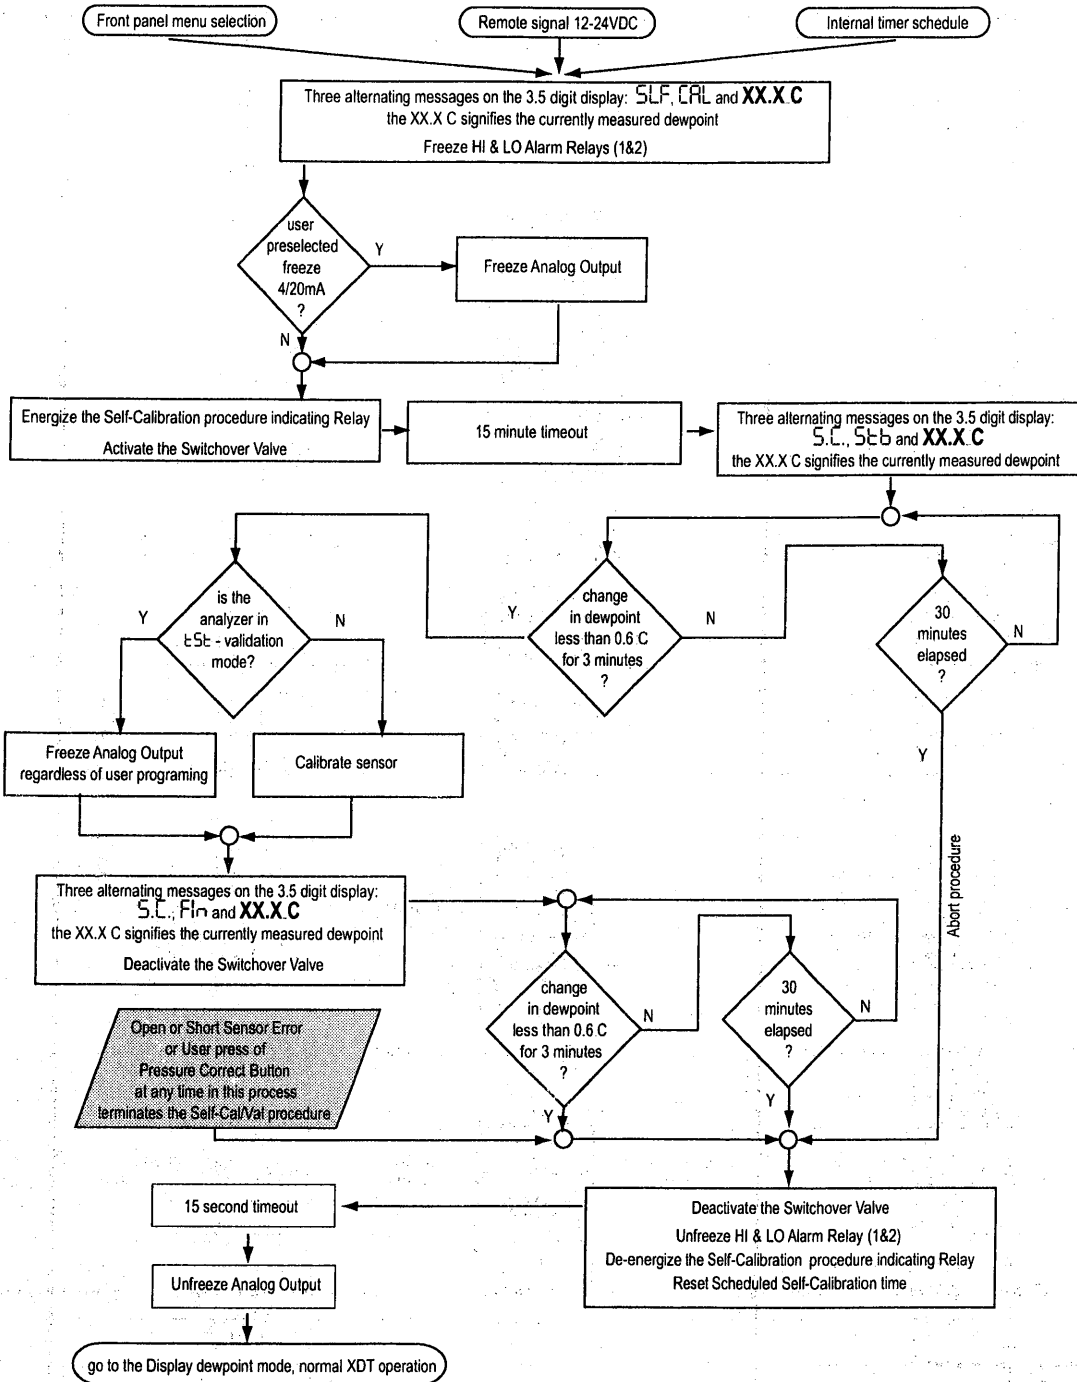 Front panel menu selection
Remote signal 12-24VDC
Internal timer schedule
Three alternating messages on the 3.5 digit display: SLF, CAL and XX.X C
the XX.X C signifies the currently measured dewpoint
Freeze HI & LO Alarm Relays (1&2)
user
preselected
freeze
4/20mA
?
Y
N
Freeze Analog Output
Energize the Self-Calibration procedure indicating Relay
Activate the Switchover Valve
15 minute timeout
Three alternating messages on the 3.5 digit display:
S.C., Stb and XX.X C
the XX.X C signifies the currently measured dewpoint
is the
analyzer in
tSt - validation
mode?
Y
N
change
in dewpoint
less than 0.6 C
for 3 minutes
?
Y
N
30
minutes
elapsed
?
N
Y
Freeze Analog Output
regardless of user programing
Calibrate sensor
Abort procedure
Three alternating messages on the 3.5 digit display:
S.C., FIn and XX.X C
the XX.X C signifies the currently measured dewpoint
Deactivate the Switchover Valve
change
in dewpoint
less than 0.6 C
for 3 minutes
?
N
Y
30
minutes
elapsed
?
N
Y
Open or Short Sensor Error
or User press of
Pressure Correct Button
at any time in this process
terminates the Self-Cal/Val procedure
15 second timeout
Deactivate the Switchover Valve
Unfreeze HI & LO Alarm Relay (1&2)
De-energize the Self-Calibration procedure indicating Relay
Reset Scheduled Self-Calibration time
Unfreeze Analog Output
go to the Display dewpoint mode, normal XDT operation